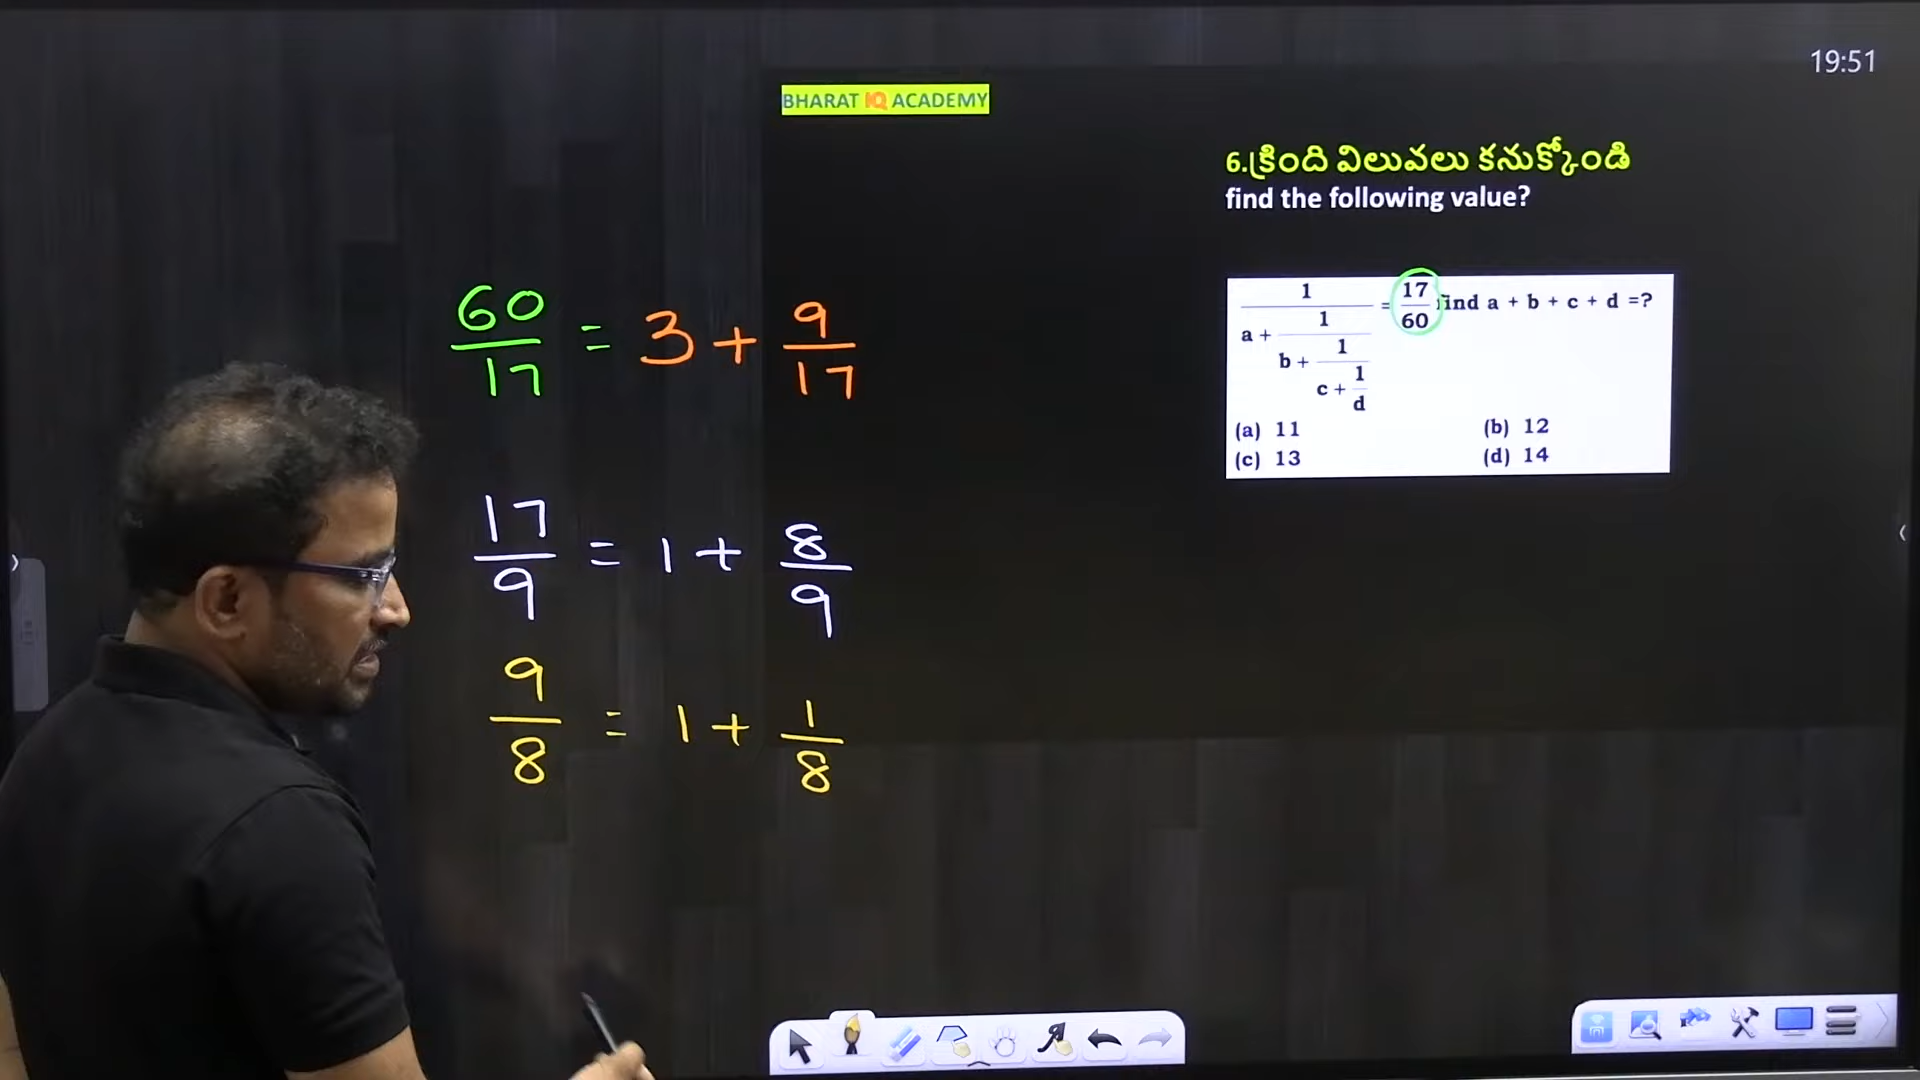 19:51
BHARAT IQ ACADEMY
6.క్రింది విలువలు కనుక్కోండి
find the following value?
1 / (a + 1 / (b + 1 / (c + 1/d))) = 17/60 find a + b + c + d =?
(a) 11 (b) 12
(c) 13 (d) 14
60/17 = 3 + 9/17
17/9 = 1 + 8/9
9/8 = 1 + 1/8